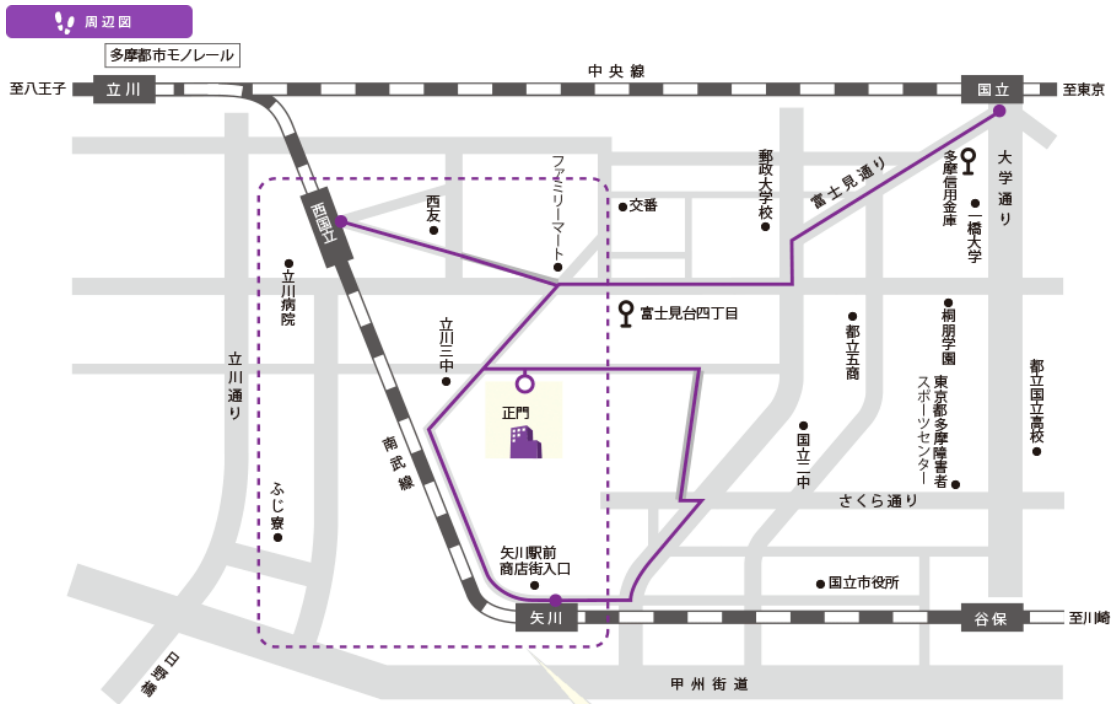 周辺図
多摩都市モノレール
中央線
至八王子
立川
国立
至東京
大学通り
多摩信用金庫
一橋大学
郵政大学校
富士見通り
ファミリーマート
交番
西友
西国立
立川病院
富士見台四丁目
桐朋学園
都立五商
立川三中
立川通り
都立国立高校
東京都多摩障害者
スポーツセンター
正門
国立二中
南武線
さくら通り
ふじ寮
矢川駅前
商店街入口
国立市役所
矢川
谷保
至川崎
日野橋
甲州街道